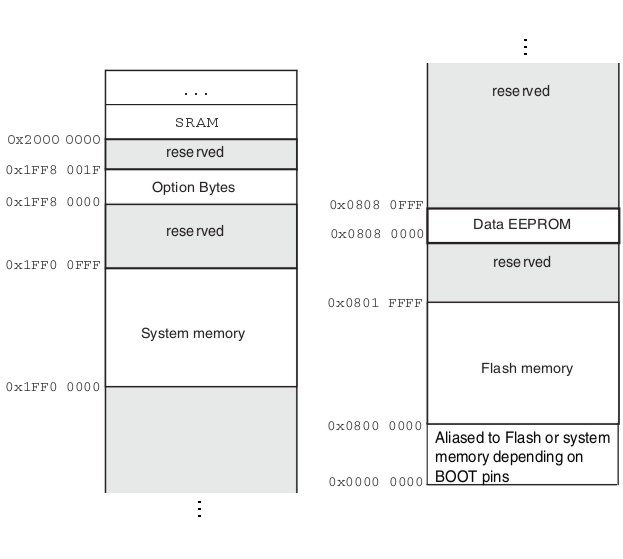 ...
SRAM
0x2000 0000
reserved
0x1FF8 001F
Option Bytes
0x1FF8 0000
reserved
0x1FF0 0FFF
System memory
0x1FF0 0000
reserved
0x0808 0FFF
Data EEPROM
0x0808 0000
reserved
0x0801 FFFF
Flash memory
0x0800 0000
Aliased to Flash or system
memory depending on
BOOT pins
0x0000 0000